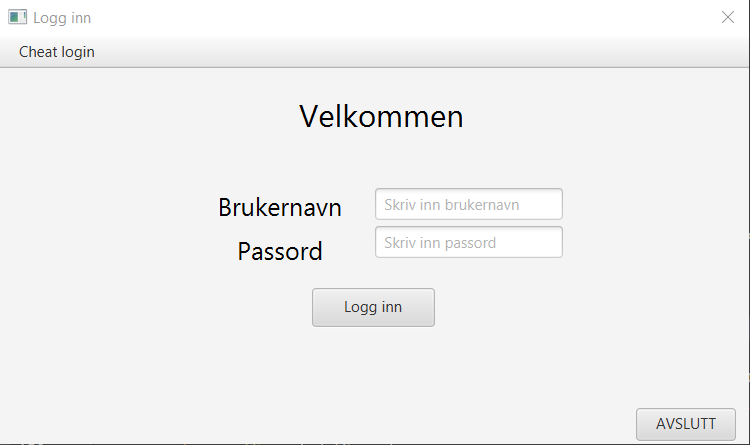 Logg inn
Cheat login
Velkommen
Brukernavn Skriv inn brukernavn
Passord Skriv inn passord
Logg inn
AVSLUTT